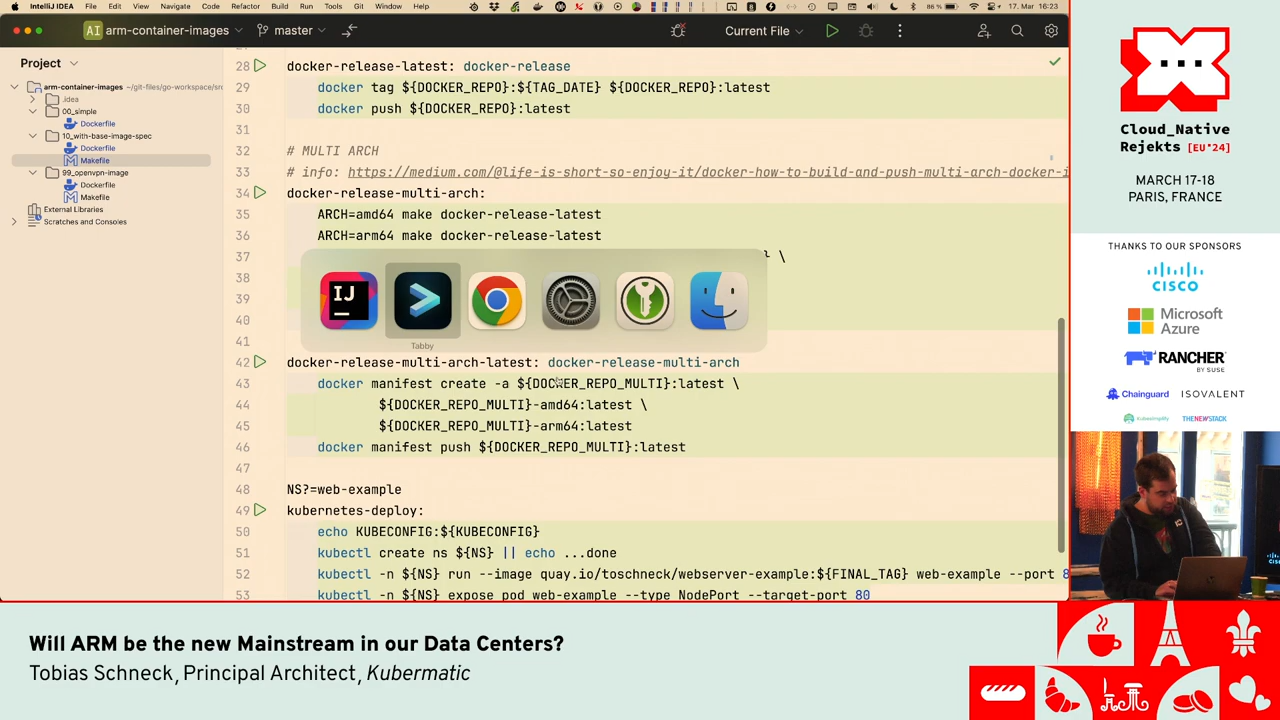 IntelliJ IDEA File Edit View Navigate Code Refactor Build Run Tools Git Window Help 86 % 17. Mar 16:23
AI arm-container-images master Current File
Project
arm-container-images ~/git-files/go-workspace/src
.idea
00_simple
Dockerfile
10_with-base-image-spec
Dockerfile
Makefile
99_openvpn-image
Dockerfile
Makefile
External Libraries
Scratches and Consoles
28 docker-release-latest: docker-release
29 docker tag ${DOCKER_REPO}:${TAG_DATE} ${DOCKER_REPO}:latest
30 docker push ${DOCKER_REPO}:latest
31
32 # MULTI ARCH
33 # info: https://medium.com/@life-is-short-so-enjoy-it/docker-how-to-build-and-push-multi-arch-docker-i
34 docker-release-multi-arch:
35 ARCH=amd64 make docker-release-latest
36 ARCH=arm64 make docker-release-latest
37 } \
38
39
40
41
IJ
Tabby
42 docker-release-multi-arch-latest: docker-release-multi-arch
43 docker manifest create -a ${DOCKER_REPO_MULTI}:latest \
44 ${DOCKER_REPO_MULTI}-amd64:latest \
45 ${DOCKER_REPO_MULTI}-arm64:latest
46 docker manifest push ${DOCKER_REPO_MULTI}:latest
47
48 NS?=web-example
49 kubernetes-deploy:
50 echo KUBECONFIG:${KUBECONFIG}
51 kubectl create ns ${NS} || echo ...done
52 kubectl -n ${NS} run --image quay.io/toschneck/webserver-example:${FINAL_TAG} web-example --port 8
53 kubectl -n ${NS} expose pod web-example --type NodePort --target-port 80
Cloud_Native
Rejekts [EU'24]
MARCH 17-18
PARIS, FRANCE
THANKS TO OUR SPONSORS
CISCO
Microsoft
Azure
RANCHER
BY SUSE
Chainguard ISOVALENT
Kubesimplify THENEWSTACK
CISCO
Will ARM be the new Mainstream in our Data Centers?
Tobias Schneck, Principal Architect, Kubermatic